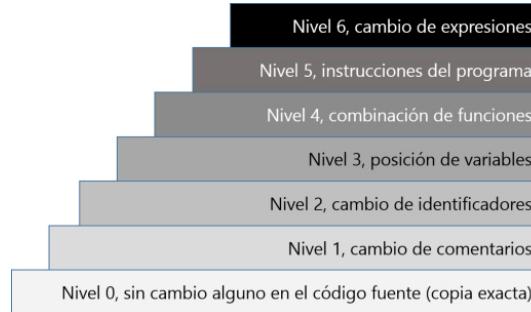 Nivel 6, cambio de expresiones
Nivel 5, instrucciones del programa
Nivel 4, combinación de funciones
Nivel 3, posición de variables
Nivel 2, cambio de identificadores
Nivel 1, cambio de comentarios
Nivel 0, sin cambio alguno en el código fuente (copia exacta)